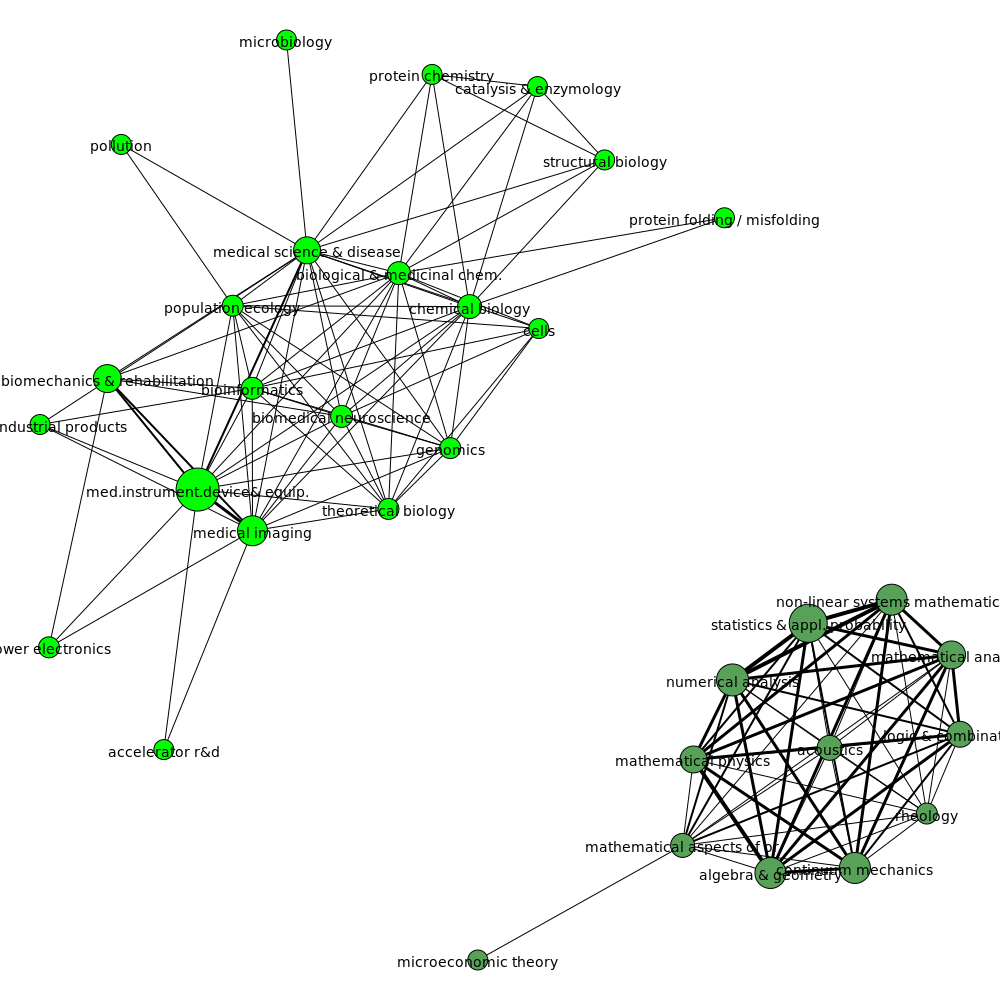 microbiology
protein chemistry
catalysis & enzymology
pollution
structural biology
protein folding / misfolding
medical science & disease
biological & medicinal chem.
population ecology
chemical biology
cells
biomechanics & rehabilitation
bioinformatics
biomedical neuroscience
ndustrial products
genomics
med.instrument.device& equip.
theoretical biology
medical imaging
non-linear systems mathematic
statistics & appl. probability
ower electronics
mathematical ana
numerical analysis
logic & combinat
accelerator r&d
acoustics
mathematical physics
rheology
mathematical aspects of or
algebra & geometry
continuum mechanics
microeconomic theory